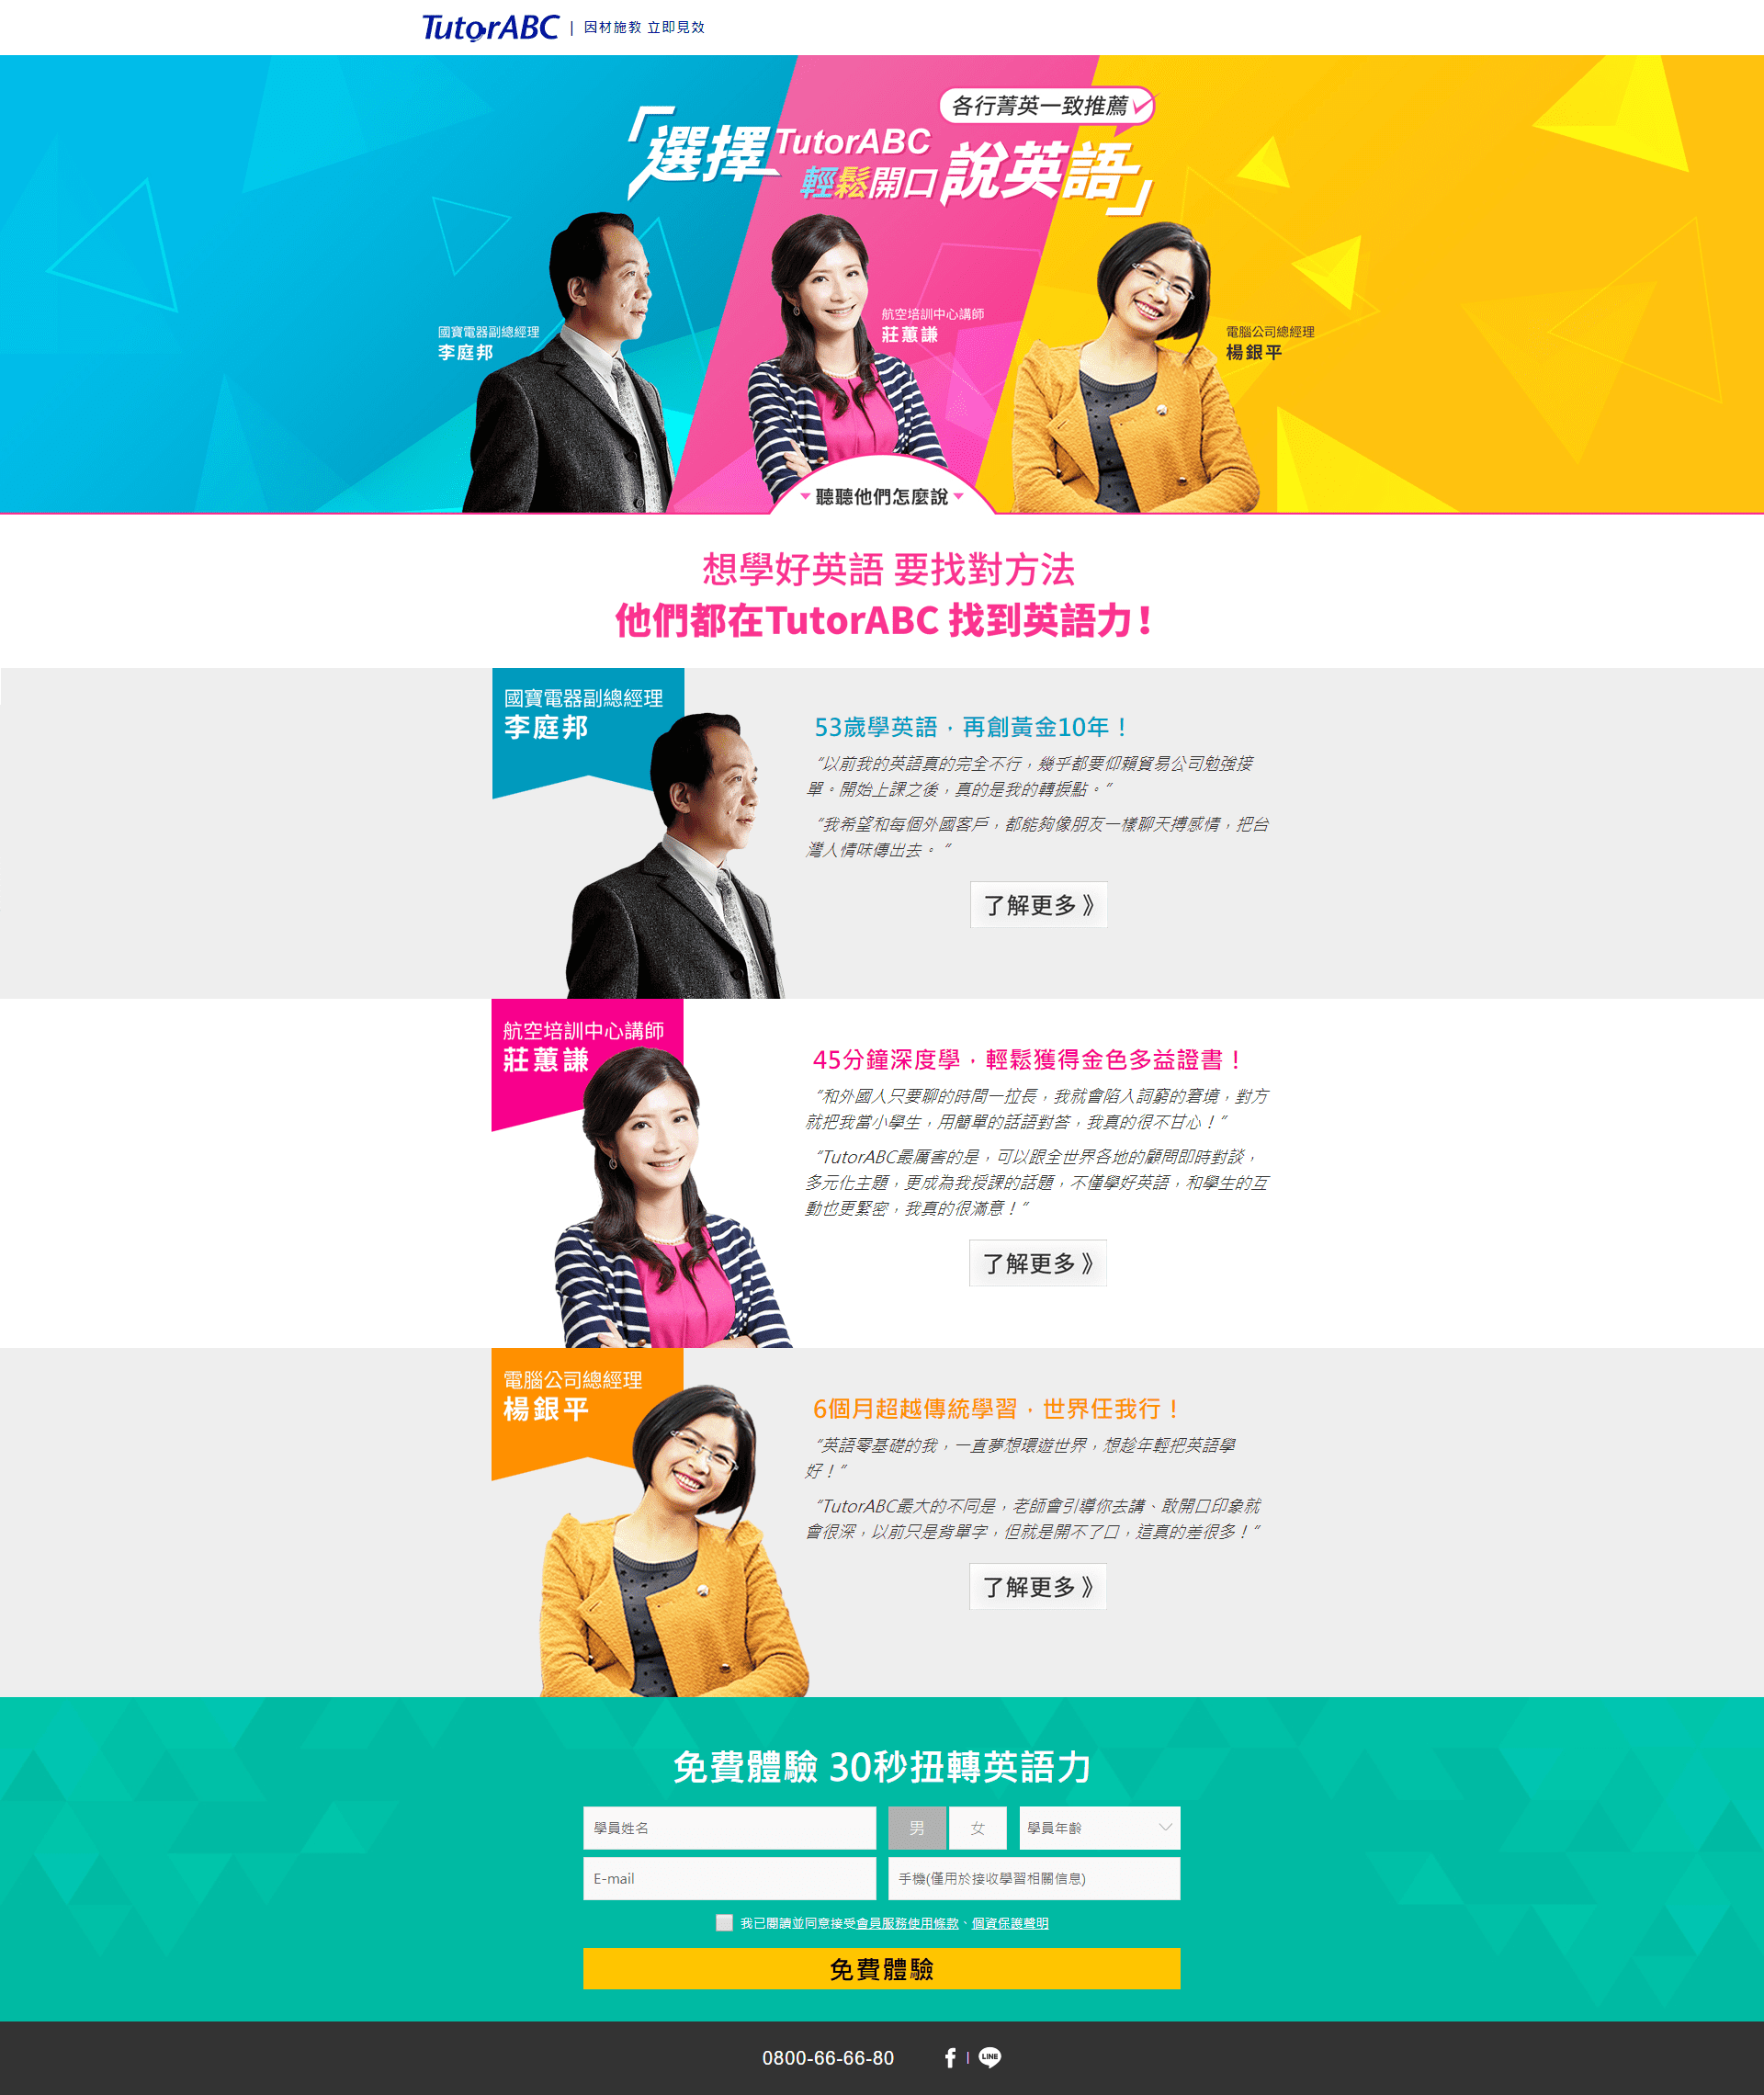 TutorABC | 因材施教 立即見效
各行菁英一致推薦
「選擇TutorABC
輕鬆開口說英語」
國寶電器副總經理
李庭邦
航空培訓中心講師
莊蕙謙
電腦公司總經理
楊銀平
聽聽他們怎麼說
想學好英語 要找對方法
他們都在TutorABC 找到英語力!
國寶電器副總經理
李庭邦
53歲學英語，再創黃金10年！
“以前我的英語真的完全不行，幾乎都要仰賴貿易公司勉強接
單。開始上課之後，真的是我的轉捩點。”
“我希望和每個外國客戶，都能夠像朋友一樣聊天搏感情，把台
灣人情味傳出去。”
了解更多》
航空培訓中心講師
莊蕙謙
45分鐘深度學，輕鬆獲得金色多益證書！
“和外國人只要聊的時間一拉長，我就會陷入詞窮的窘境，對方
就把我當小學生，用簡單的話語對答，我真的很不甘心！”
“TutorABC最厲害的是，可以跟全世界各地的顧問即時對談，
多元化主題，更成為我授課的話題，不僅學好英語，和學生的互
動也更緊密，我真的很滿意！”
了解更多》
電腦公司總經理
楊銀平
6個月超越傳統學習，世界任我行！
“英語零基礎的我，一直夢想環遊世界，想趁年輕把英語學
好！”
“TutorABC最大的不同是，老師會引導你去講、敢開口印象就
會很深，以前只是背單字，但就是開不了口，這真的差很多！”
了解更多》
免費體驗 30秒扭轉英語力
學員姓名
男
女
學員年齡
E-mail
手機(僅用於接收學習相關信息)
我已閱讀並同意接受會員服務使用條款、個資保護聲明
免費體驗
0800-66-66-80
LINE